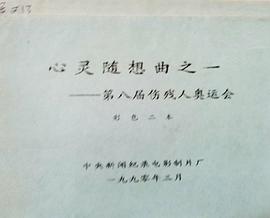 心灵随想曲之一
——第八届伤残人奥运会
彩色二本
中央新闻纪录电影制片厂
一九九零年三月